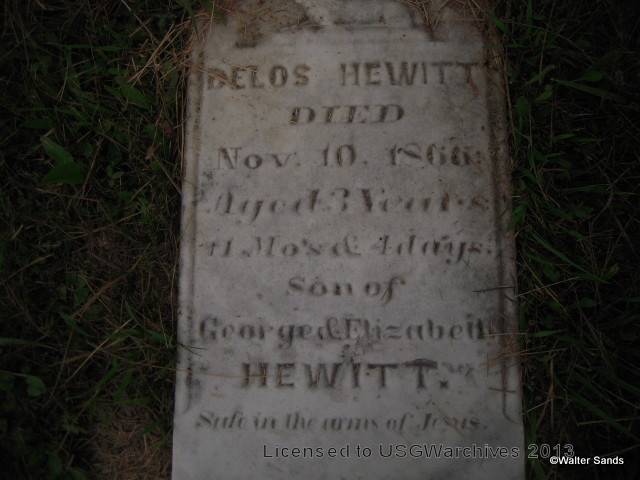 DELOS HEWITT
DIED
Nov. 10. 1866.
Aged 3 Years
11 Mo's & 4 days.
Son of
George & Elizabeth
HEWITT.
Safe in the arms of Jesus.
Licensed to USGWarchives 2013
©Walter Sands